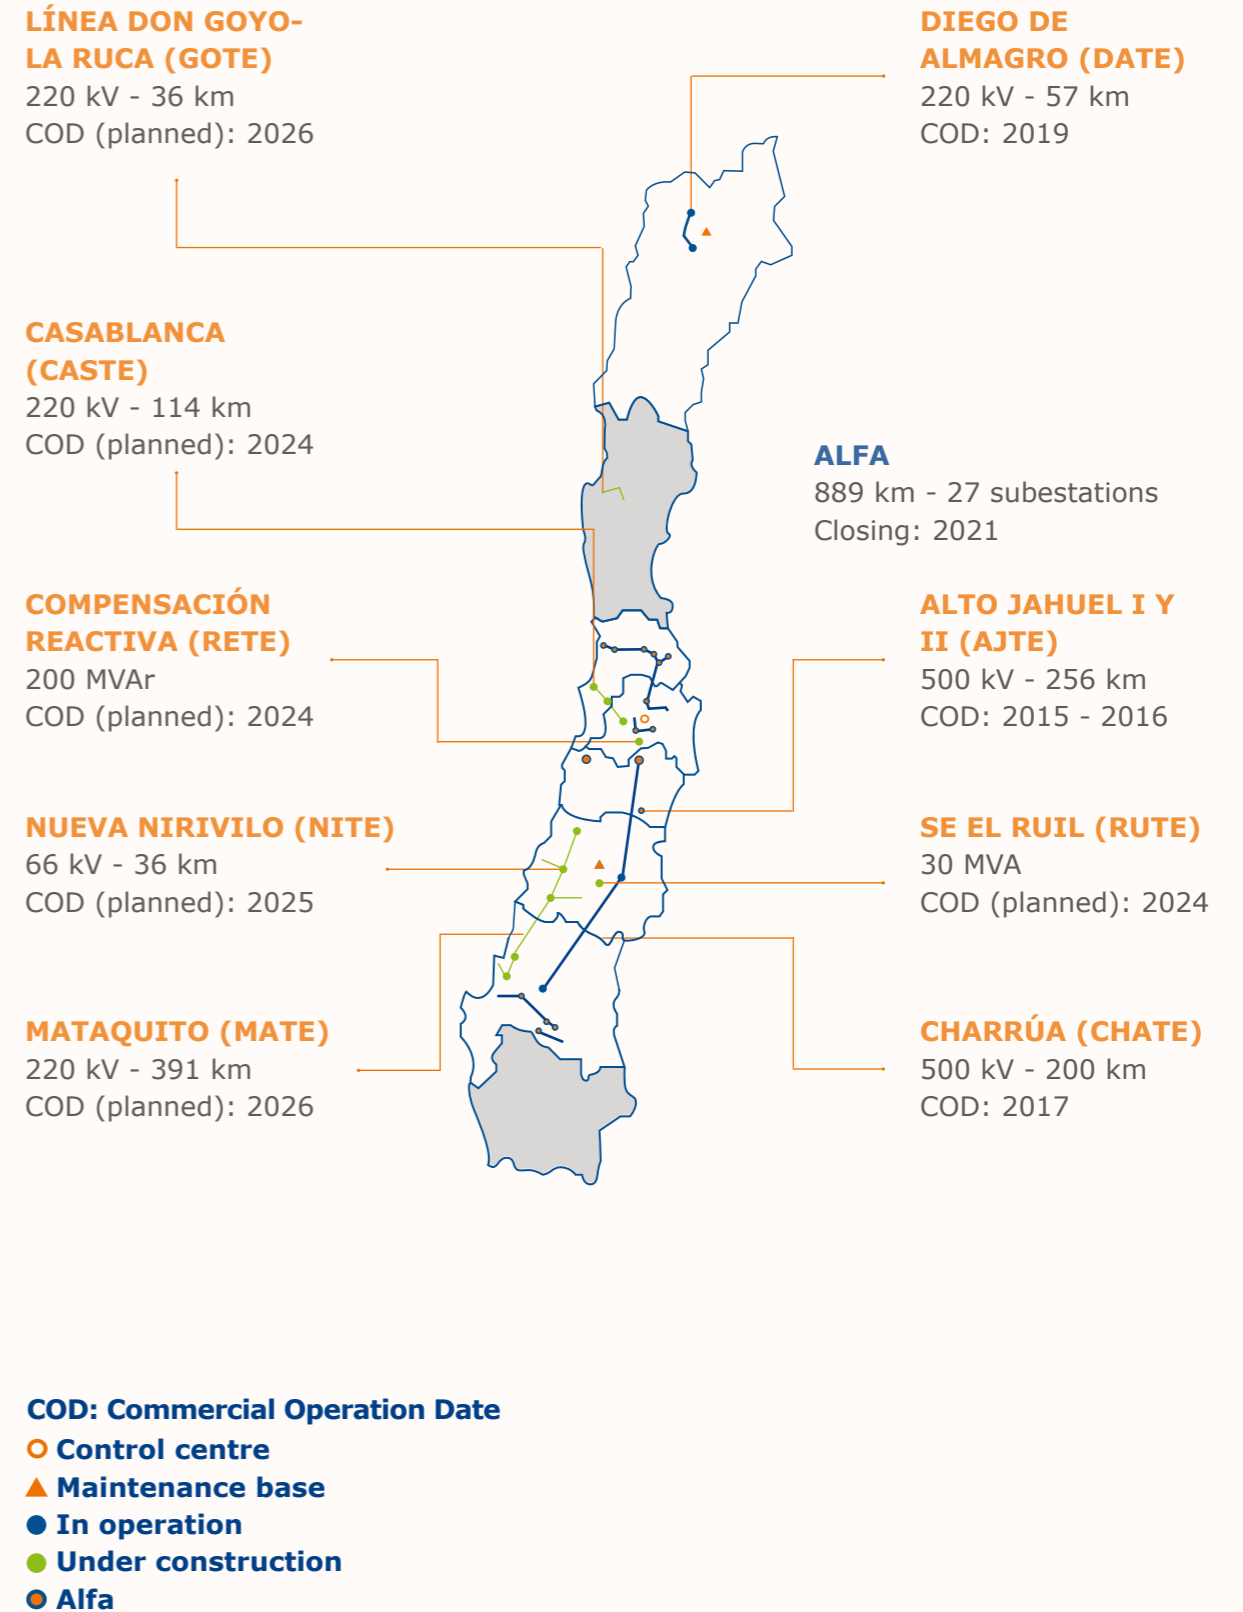 LÍNEA DON GOYO-
LA RUCA (GOTE)
220 kV - 36 km
COD (planned): 2026
DIEGO DE
ALMAGRO (DATE)
220 kV - 57 km
COD: 2019
CASABLANCA
(CASTE)
220 kV - 114 km
COD (planned): 2024
ALFA
889 km - 27 subestations
Closing: 2021
COMPENSACIÓN
REACTIVA (RETE)
200 MVAr
COD (planned): 2024
ALTO JAHUEL I Y
II (AJTE)
500 kV - 256 km
COD: 2015 - 2016
NUEVA NIRIVILO (NITE)
66 kV - 36 km
COD (planned): 2025
SE EL RUIL (RUTE)
30 MVA
COD (planned): 2024
MATAQUITO (MATE)
220 kV - 391 km
COD (planned): 2026
CHARRÚA (CHATE)
500 kV - 200 km
COD: 2017
COD: Commercial Operation Date
Control centre
Maintenance base
In operation
Under construction
Alfa